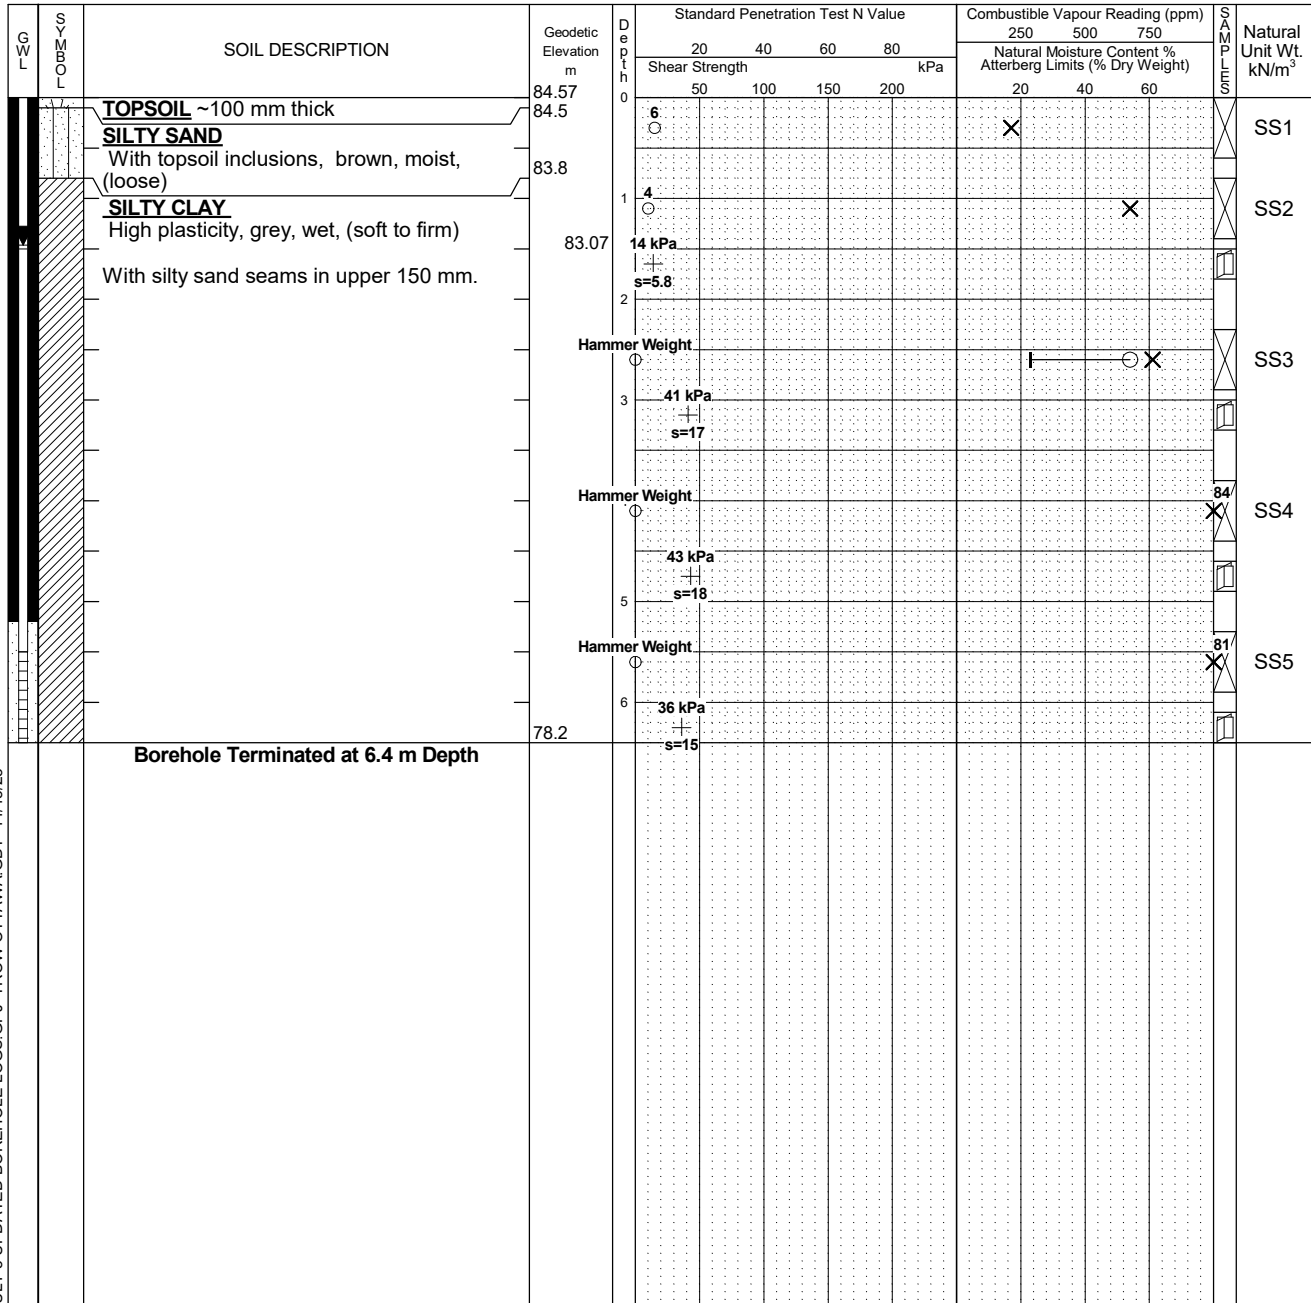 GWL
SYMBOL
SOIL DESCRIPTION
Geodetic
Elevation
m
84.57
Depth
Standard Penetration Test N Value
20 40 60 80
Shear Strength kPa
50 100 150 200
Combustible Vapour Reading (ppm)
250 500 750
Natural Moisture Content %
Atterberg Limits (% Dry Weight)
20 40 60
SAMPLES
Natural
Unit Wt.
kN/m³
0
TOPSOIL ~100 mm thick
84.5
6
SS1
SILTY SAND
With topsoil inclusions, brown, moist,
(loose)
83.8
1
4
SS2
SILTY CLAY
High plasticity, grey, wet, (soft to firm)
83.07
14 kPa
s=5.8
With silty sand seams in upper 150 mm.
2
Hammer Weight
SS3
3
41 kPa
s=17
Hammer Weight
84
SS4
43 kPa
s=18
5
Hammer Weight
81
SS5
6
36 kPa
s=15
78.2
Borehole Terminated at 6.4 m Depth